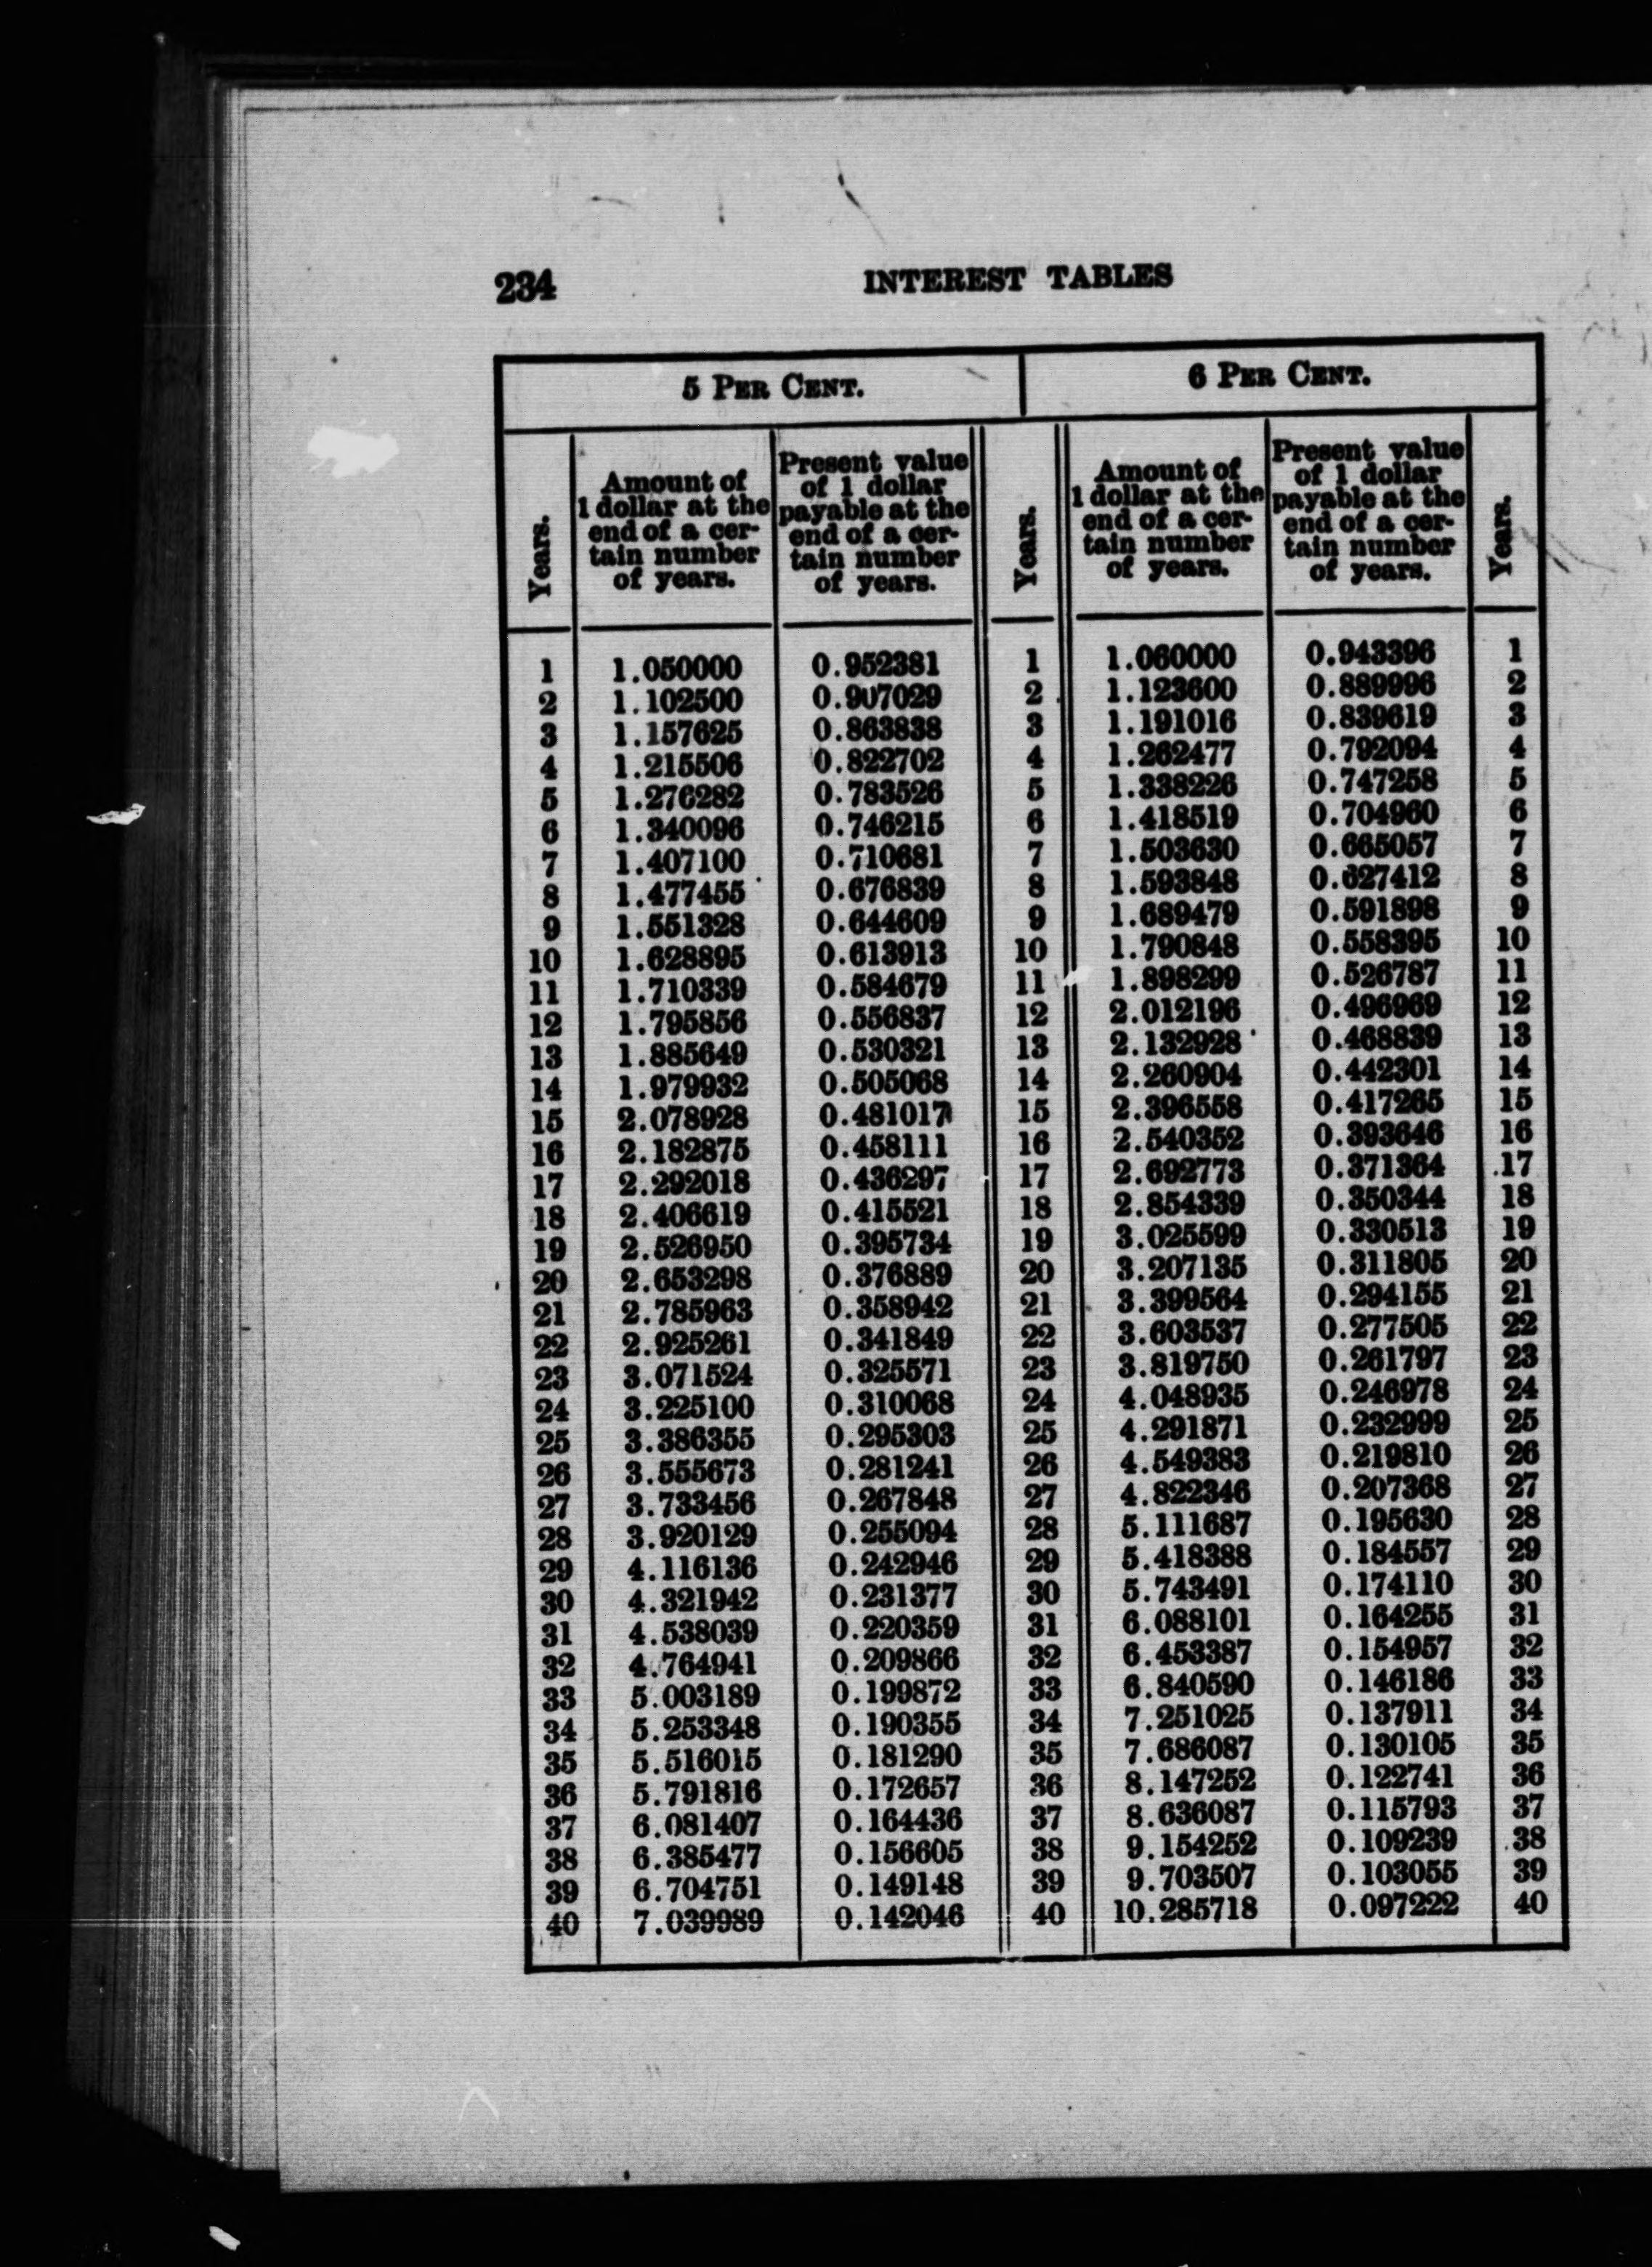 234 INTEREST TABLES
5 PER CENT. 6 PER CENT.
Years. Amount of 1 dollar at the end of a cer- tain number of years. Present value of 1 dollar payable at the end of a cer- tain number of years. Years. Amount of 1 dollar at the end of a cer- tain number of years. Present value of 1 dollar payable at the end of a cer- tain number of years. Years.
1 1.050000 0.952381 1 1.060000 0.943396 1
2 1.102500 0.907029 2 1.123600 0.889996 2
3 1.157625 0.863838 3 1.191016 0.839619 3
4 1.215506 0.822702 4 1.262477 0.792094 4
5 1.276282 0.783526 5 1.338226 0.747258 5
6 1.340096 0.746215 6 1.418519 0.704960 6
7 1.407100 0.710681 7 1.503630 0.665057 7
8 1.477455 0.676839 8 1.593848 0.627412 8
9 1.551328 0.644609 9 1.689479 0.591898 9
10 1.628895 0.613913 10 1.790848 0.558395 10
11 1.710339 0.584679 11 1.898299 0.526787 11
12 1.795856 0.556837 12 2.012196 0.496969 12
13 1.885649 0.530321 13 2.132928 0.468839 13
14 1.979932 0.505068 14 2.260904 0.442301 14
15 2.078928 0.481017 15 2.396558 0.417265 15
16 2.182875 0.458111 16 2.540352 0.393646 16
17 2.292018 0.436297 17 2.692773 0.371364 17
18 2.406619 0.415521 18 2.854339 0.350344 18
19 2.526950 0.395734 19 3.025599 0.330513 19
20 2.653298 0.376889 20 3.207135 0.311805 20
21 2.785963 0.358942 21 3.399564 0.294155 21
22 2.925261 0.341849 22 3.603537 0.277505 22
23 3.071524 0.325571 23 3.819750 0.261797 23
24 3.225100 0.310068 24 4.048935 0.246978 24
25 3.386355 0.295303 25 4.291871 0.232999 25
26 3.555673 0.281241 26 4.549383 0.219810 26
27 3.733456 0.267848 27 4.822346 0.207368 27
28 3.920129 0.255094 28 5.111687 0.195630 28
29 4.116136 0.242946 29 5.418388 0.184557 29
30 4.321942 0.231377 30 5.743491 0.174110 30
31 4.538039 0.220359 31 6.088101 0.164255 31
32 4.764941 0.209866 32 6.453387 0.154957 32
33 5.003189 0.199872 33 6.840590 0.146186 33
34 5.253348 0.190355 34 7.251025 0.137911 34
35 5.516015 0.181290 35 7.686087 0.130105 35
36 5.791816 0.172657 36 8.147252 0.122741 36
37 6.081407 0.164436 37 8.636087 0.115793 37
38 6.385477 0.156605 38 9.154252 0.109239 38
39 6.704751 0.149148 39 9.703507 0.103055 39
40 7.039989 0.142046 40 10.285718 0.097222 40